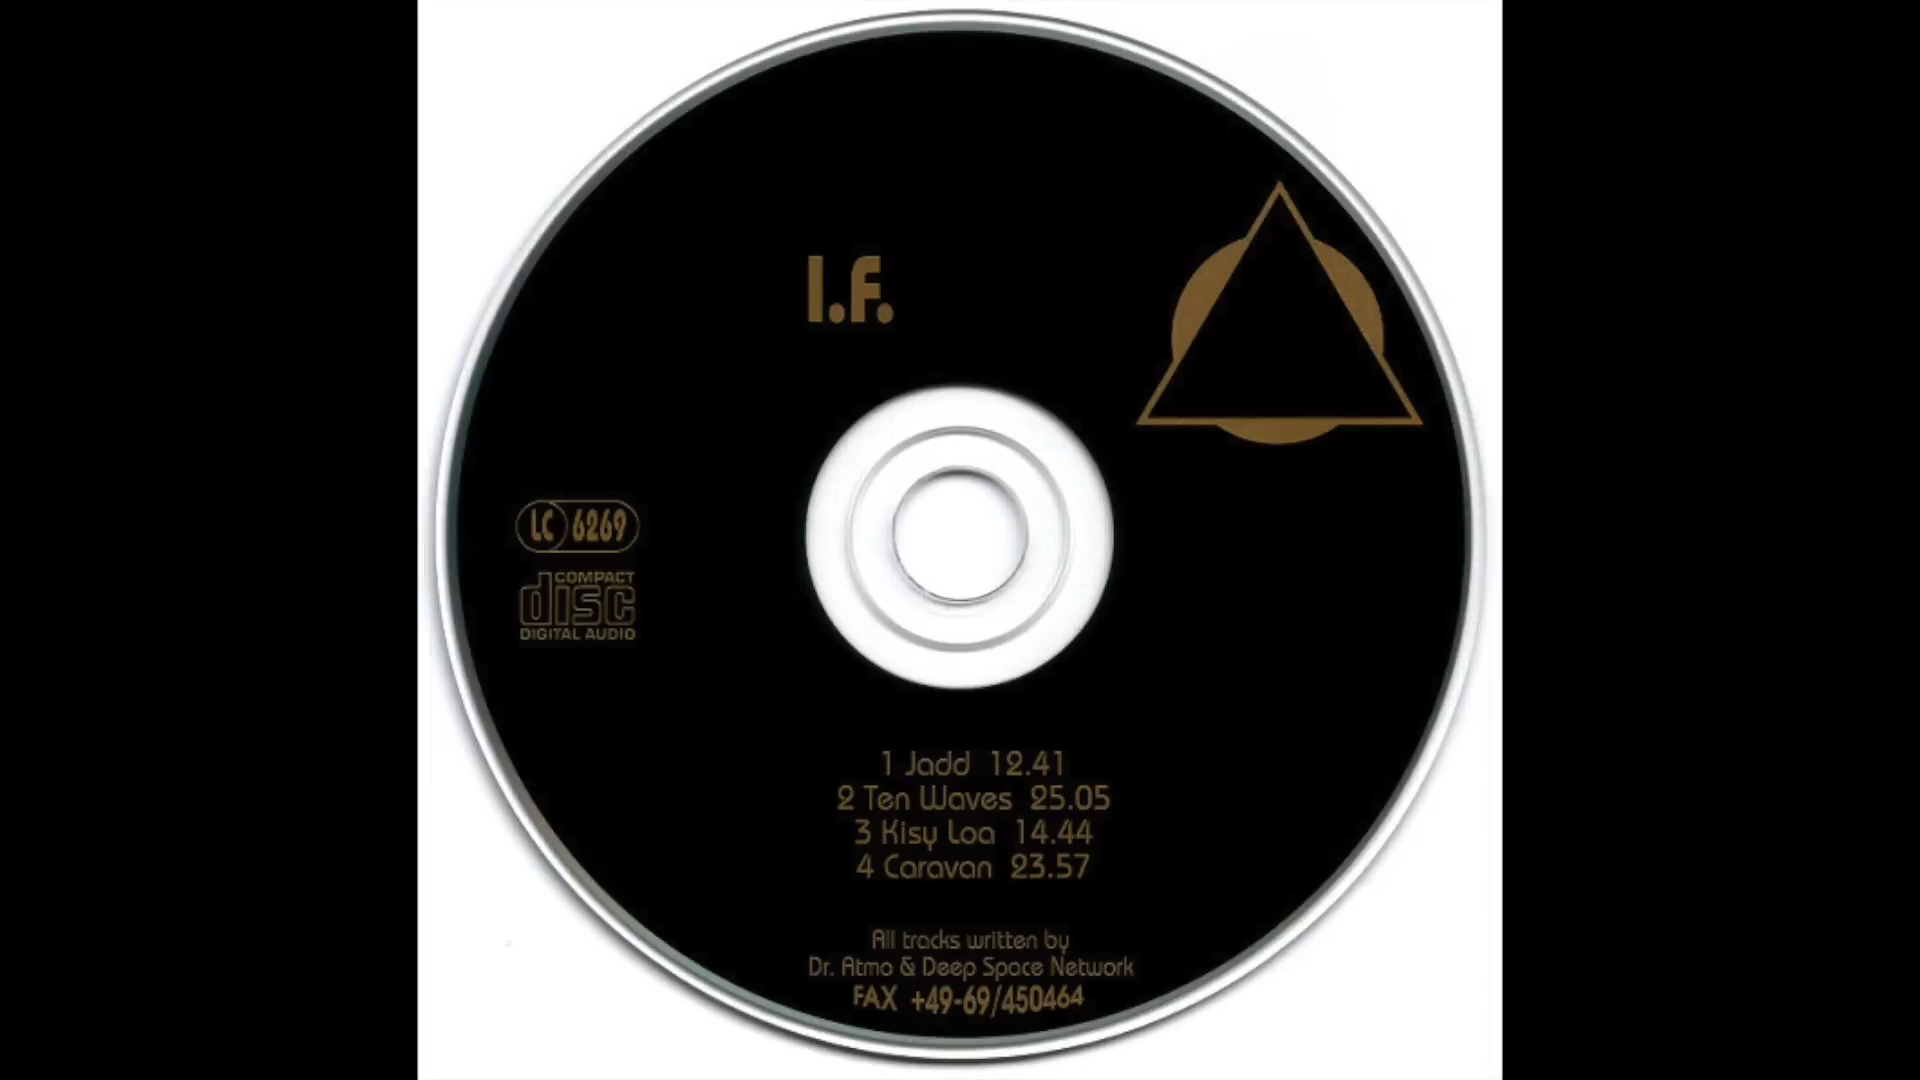 I.F.
LC 6269
COMPACT
disc
DIGITAL AUDIO
1 Jadd 12.41
2 Ten Waves 25.05
3 Kisy Loa 14.44
4 Caravan 23.57
All tracks written by
Dr. Atmo & Deep Space Network
FAX +49-69/450464